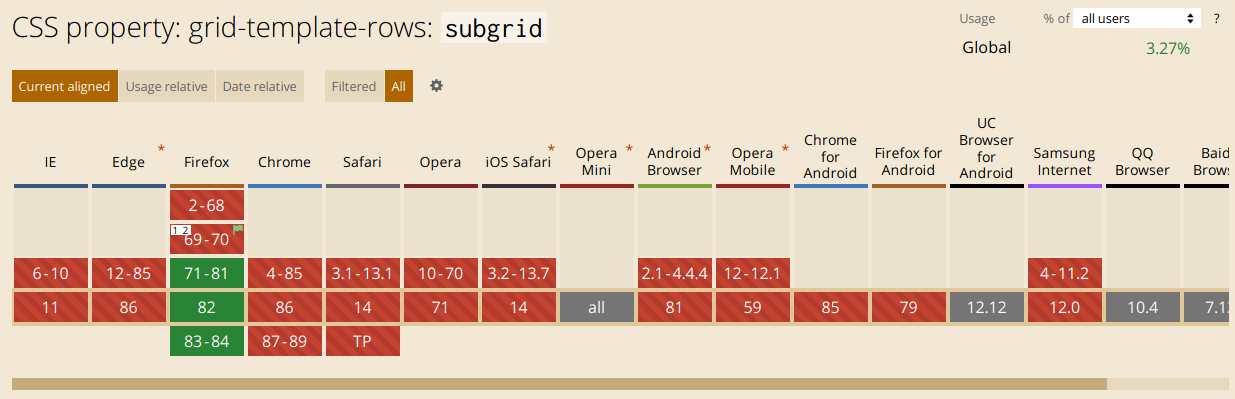 CSS property: grid-template-rows: subgrid
Usage % of all users ?
Global 3.27%
Current aligned Usage relative Date relative Filtered All
IE Edge * Firefox Chrome Safari Opera iOS Safari * Opera Mini * Android Browser * Opera Mobile * Chrome for Android Firefox for Android UC Browser for Android Samsung Internet QQ Browser
2-68
1 2 69-70
6-10 12-85 71-81 4-85 3.1-13.1 10-70 3.2-13.7 2.1-4.4.4 12-12.1 4-11.2
11 86 82 86 14 71 14 all 81 59 85 79 12.12 12.0 10.4
83-84 87-89 TP